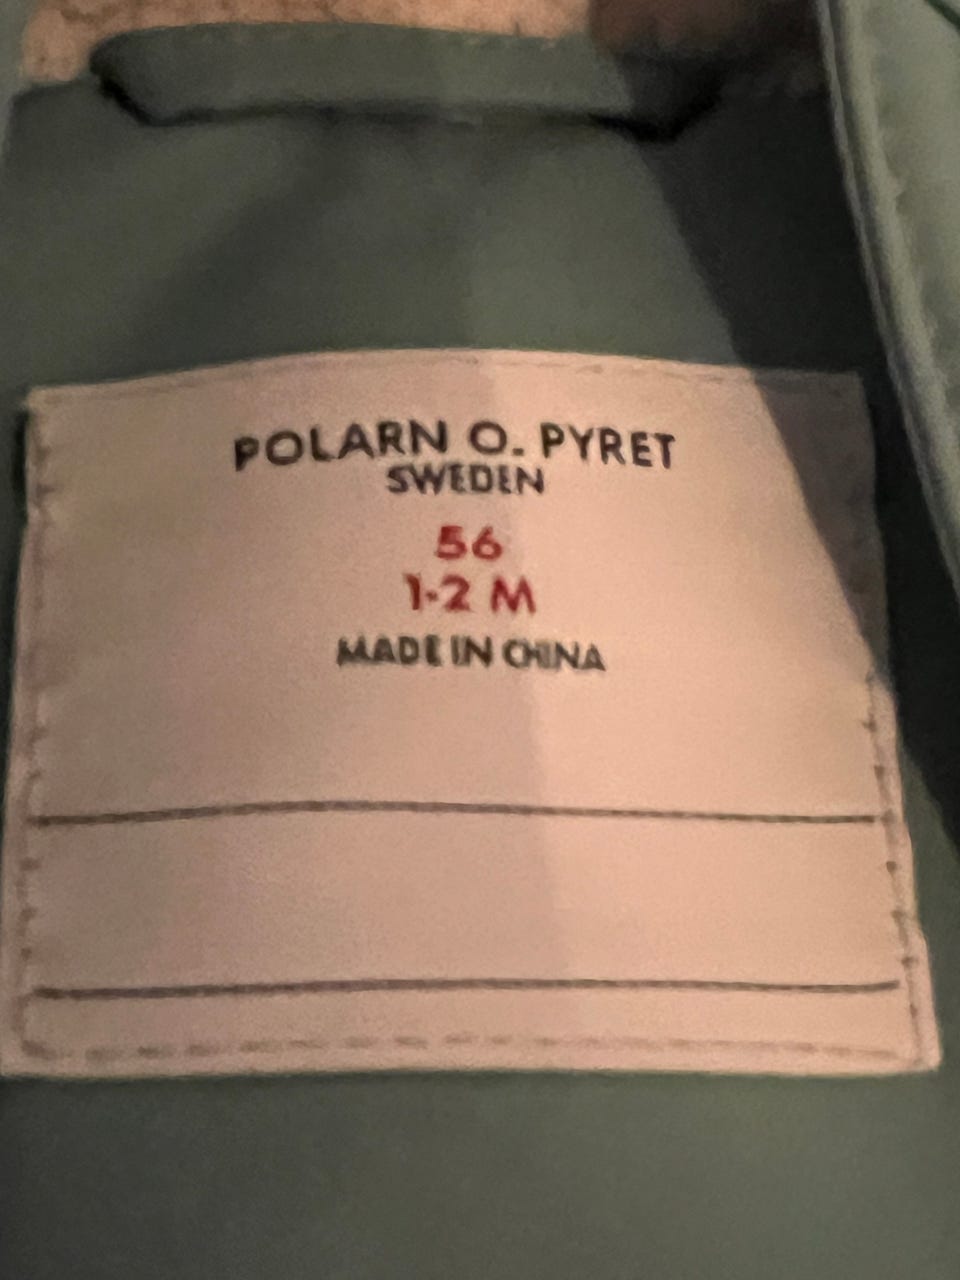 POLARN O. PYRET
SWEDEN
56
1-2 M
MADE IN CHINA